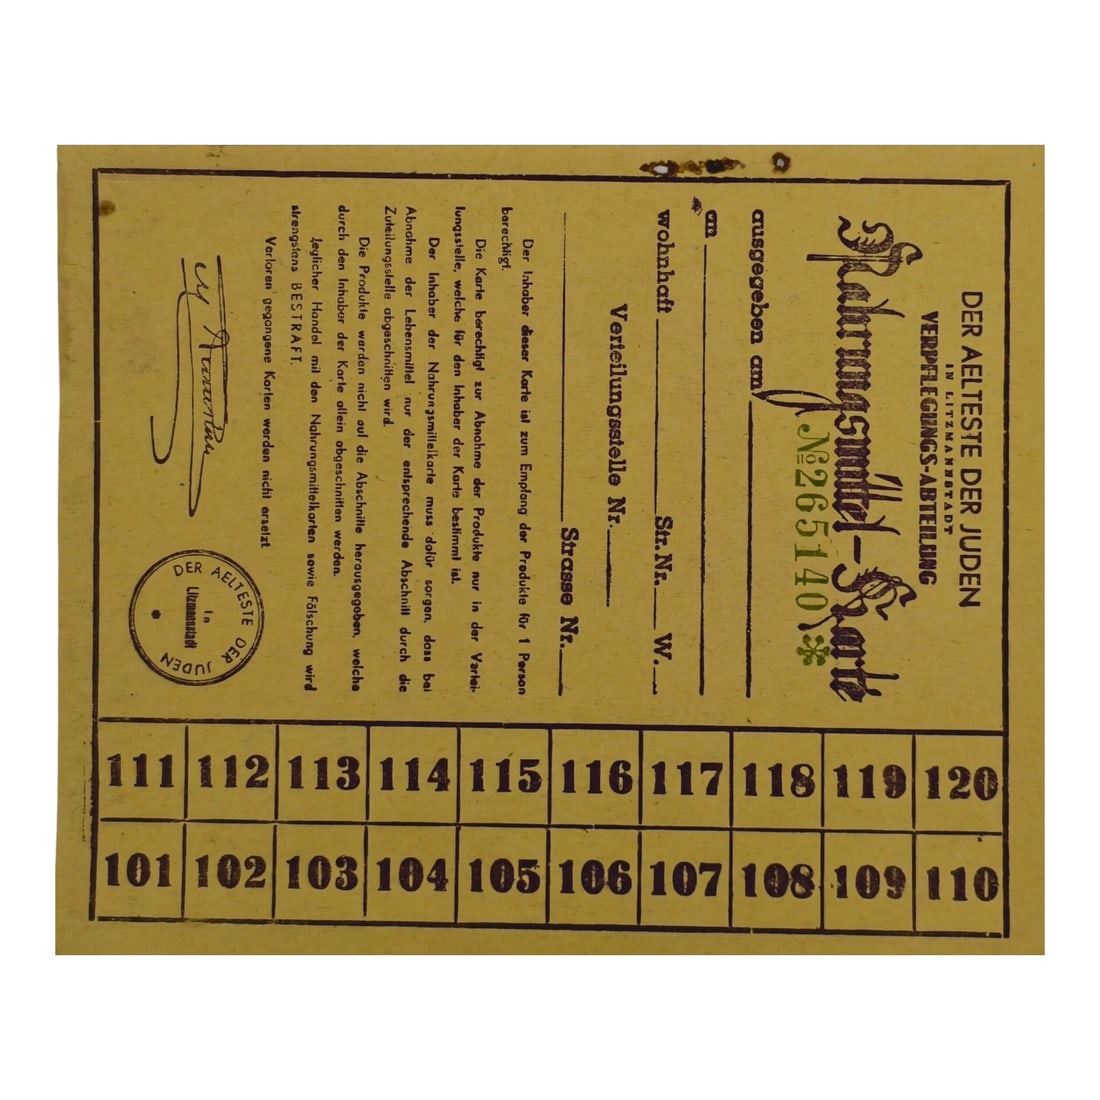 DER AELTESTE DER JUDEN
IN LITZMANNSTADT
VERPFLEGUNGS-ABTEILUNG
Nahrungsmittel-Karte
№ 265140 *
ausgegeben am
an
wohnhaft Str. Nr. W.
Verteilungsstelle Nr.
Strasse Nr.
Der Inhaber dieser Karte ist zum Empfang der Produkte für 1 Person
berechtigt.
Die Karte berechtigt zur Abnahme der Produkte nur in der Vertei-
lungsstelle, welche für den Inhaber der Karte bestimmt ist.
Der Inhaber der Nahrungsmittelkarte muss dafür sorgen, dass bei
Abnahme der Lebensmittel nur der entsprechende Abschnitt durch die
Zuteilungsstelle abgeschnitten wird.
Die Produkte werden nicht auf die Abschnitte herausgegeben, welche
durch den Inhaber der Karte allein abgeschnitten werden.
Jeglicher Handel mit den Nahrungsmittelkarten sowie Fälschung wird
strengstens BESTRAFT.
Verloren gegangene Karten werden nicht ersetzt
DER AELTESTE DER JUDEN
in
Litzmannstadt
*
111 112 113 114 115 116 117 118 119 120
101 102 103 104 105 106 107 108 109 110